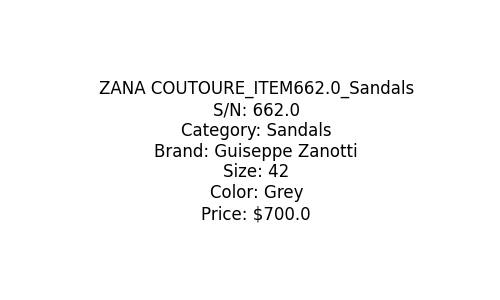 ZANA COUTOURE_ITEM662.0_Sandals
S/N: 662.0
Category: Sandals
Brand: Guiseppe Zanotti
Size: 42
Color: Grey
Price: $700.0